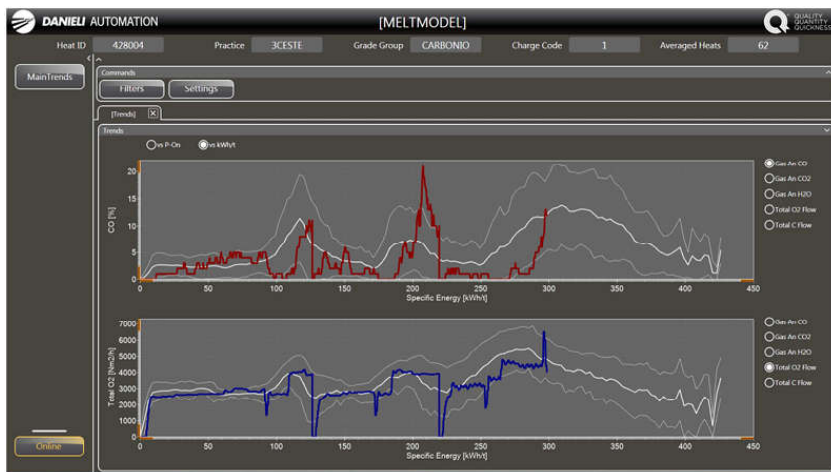 DANIELI AUTOMATION
[MELTMODEL]
QUALITY
QUANTITY
QUICKNESS
Heat ID 428004 Practice 3CESTE Grade Group CARBONIO Charge Code 1 Averaged Heats 62
MainTrends
Commands
Filters Settings
[Trends] X
Trends
vs P-On vs kWh/t
20
15
10
5
0
CO [%]
0 50 100 150 200 250 300 350 400 450
Specific Energy [kWh/t]
Gas An CO
Gas An CO2
Gas An H2O
Total O2 Flow
Total C Flow
7000
6000
5000
4000
3000
2000
1000
0
Total O2 [Nm2/h]
0 50 100 150 200 250 300 350 400 450
Specific Energy [kWh/t]
Gas An CO
Gas An CO2
Gas An H2O
Total O2 Flow
Total C Flow
Online